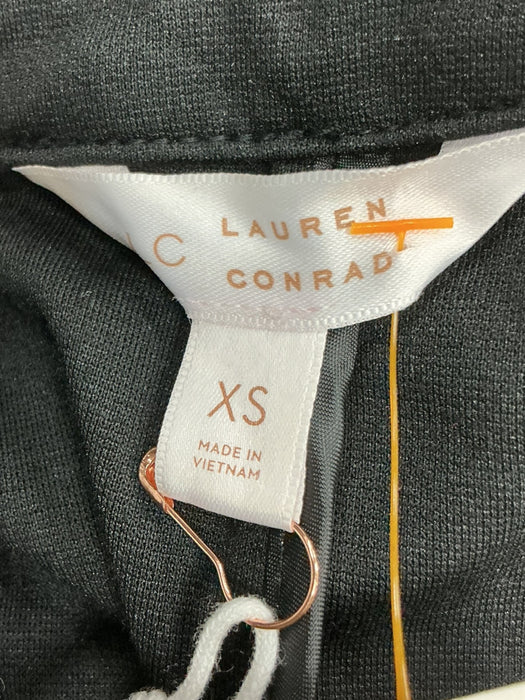 LC LAUREN
CONRAD
XS
MADE IN
VIETNAM